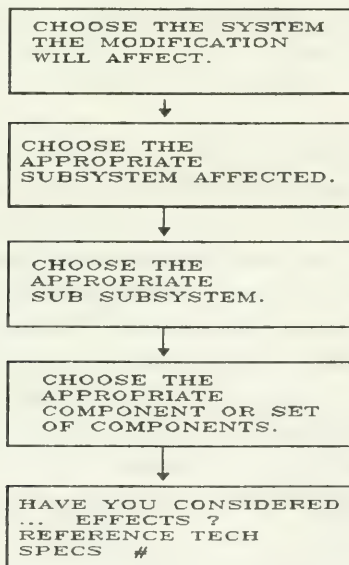 CHOOSE THE SYSTEM
THE MODIFICATION
WILL AFFECT.
CHOOSE THE
APPROPRIATE
SUBSYSTEM AFFECTED.
CHOOSE THE
APPROPRIATE
SUB SUBSYSTEM.
CHOOSE THE
APPROPRIATE
COMPONENT OR SET
OF COMPONENTS.
HAVE YOU CONSIDERED
... EFFECTS ?
REFERENCE TECH
SPECS #